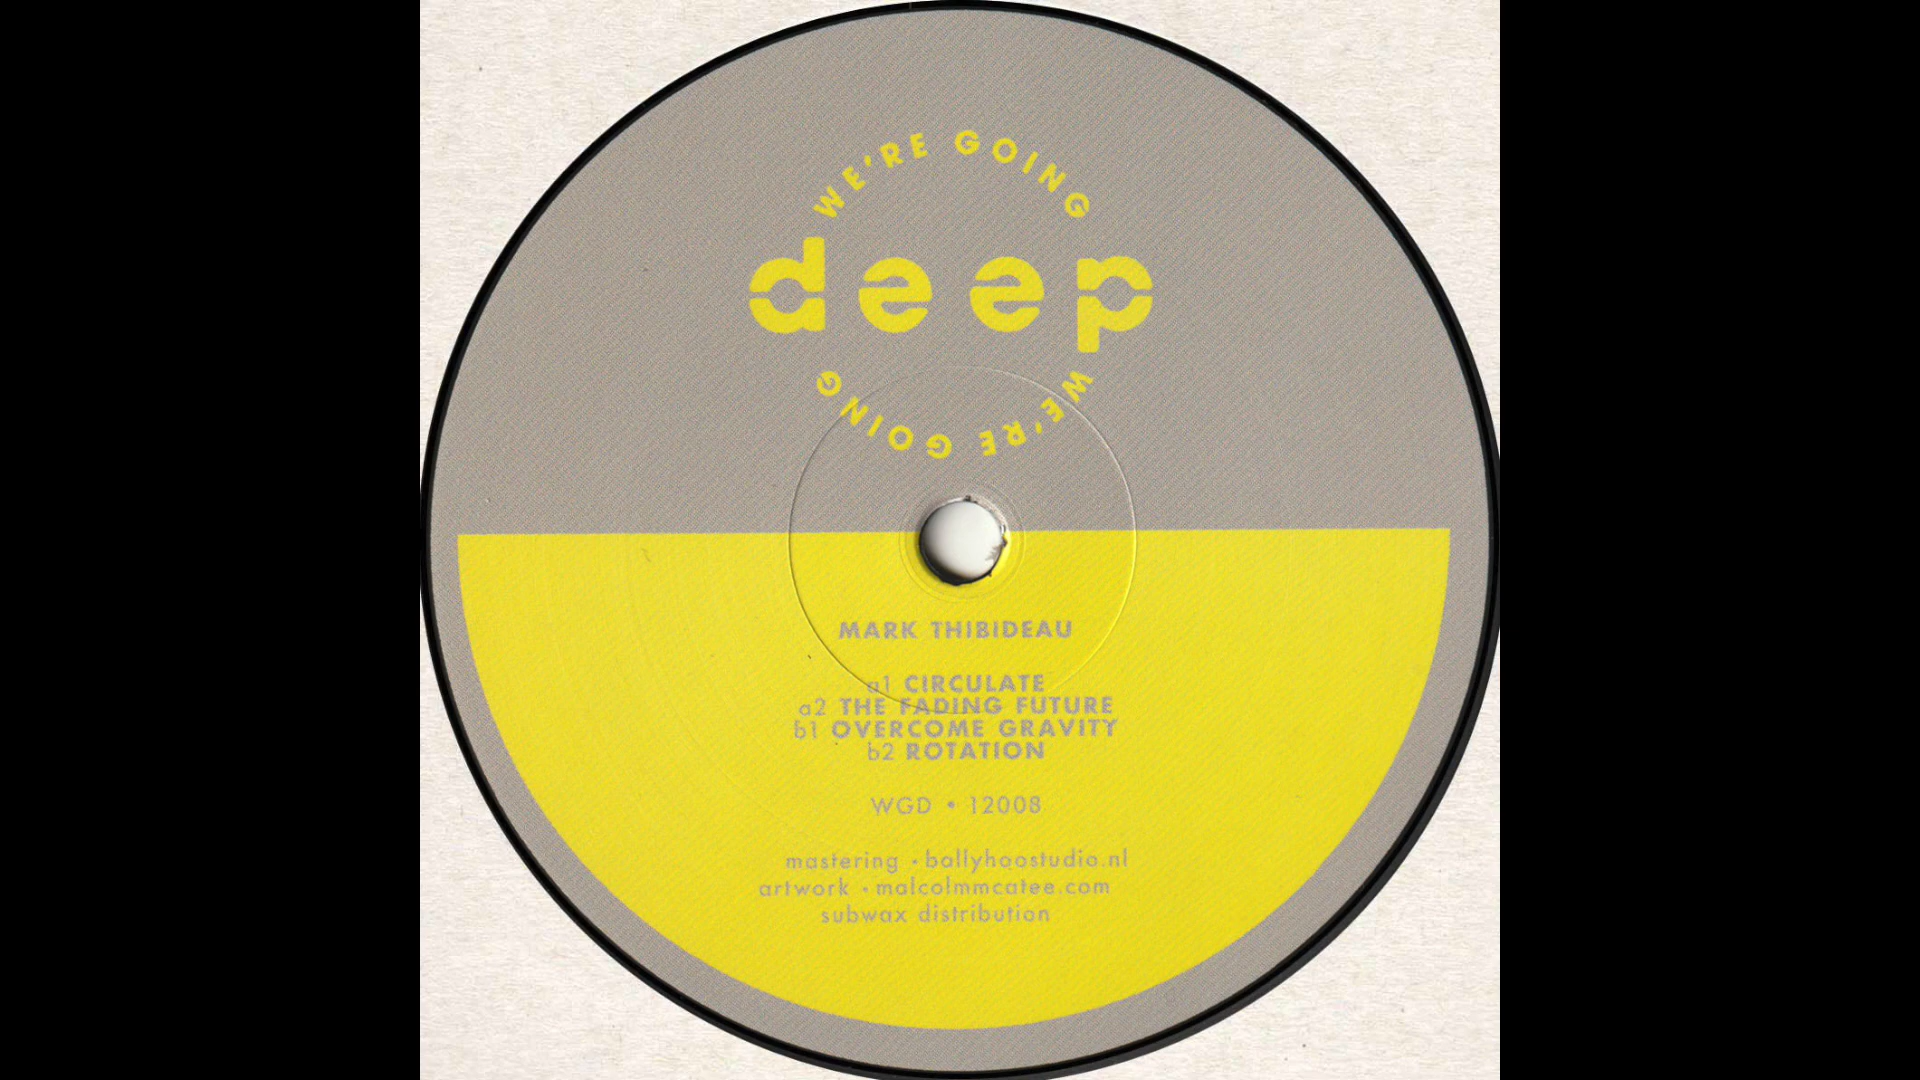 WE'RE GOING
deep
WE'RE GOING
MARK THIBIDEAU
a1 CIRCULATE
a2 THE FADING FUTURE
b1 OVERCOME GRAVITY
b2 ROTATION
WGD • 12008
mastering • ballyhoostudio.nl
artwork • malcolmmcatee.com
subwax distribution